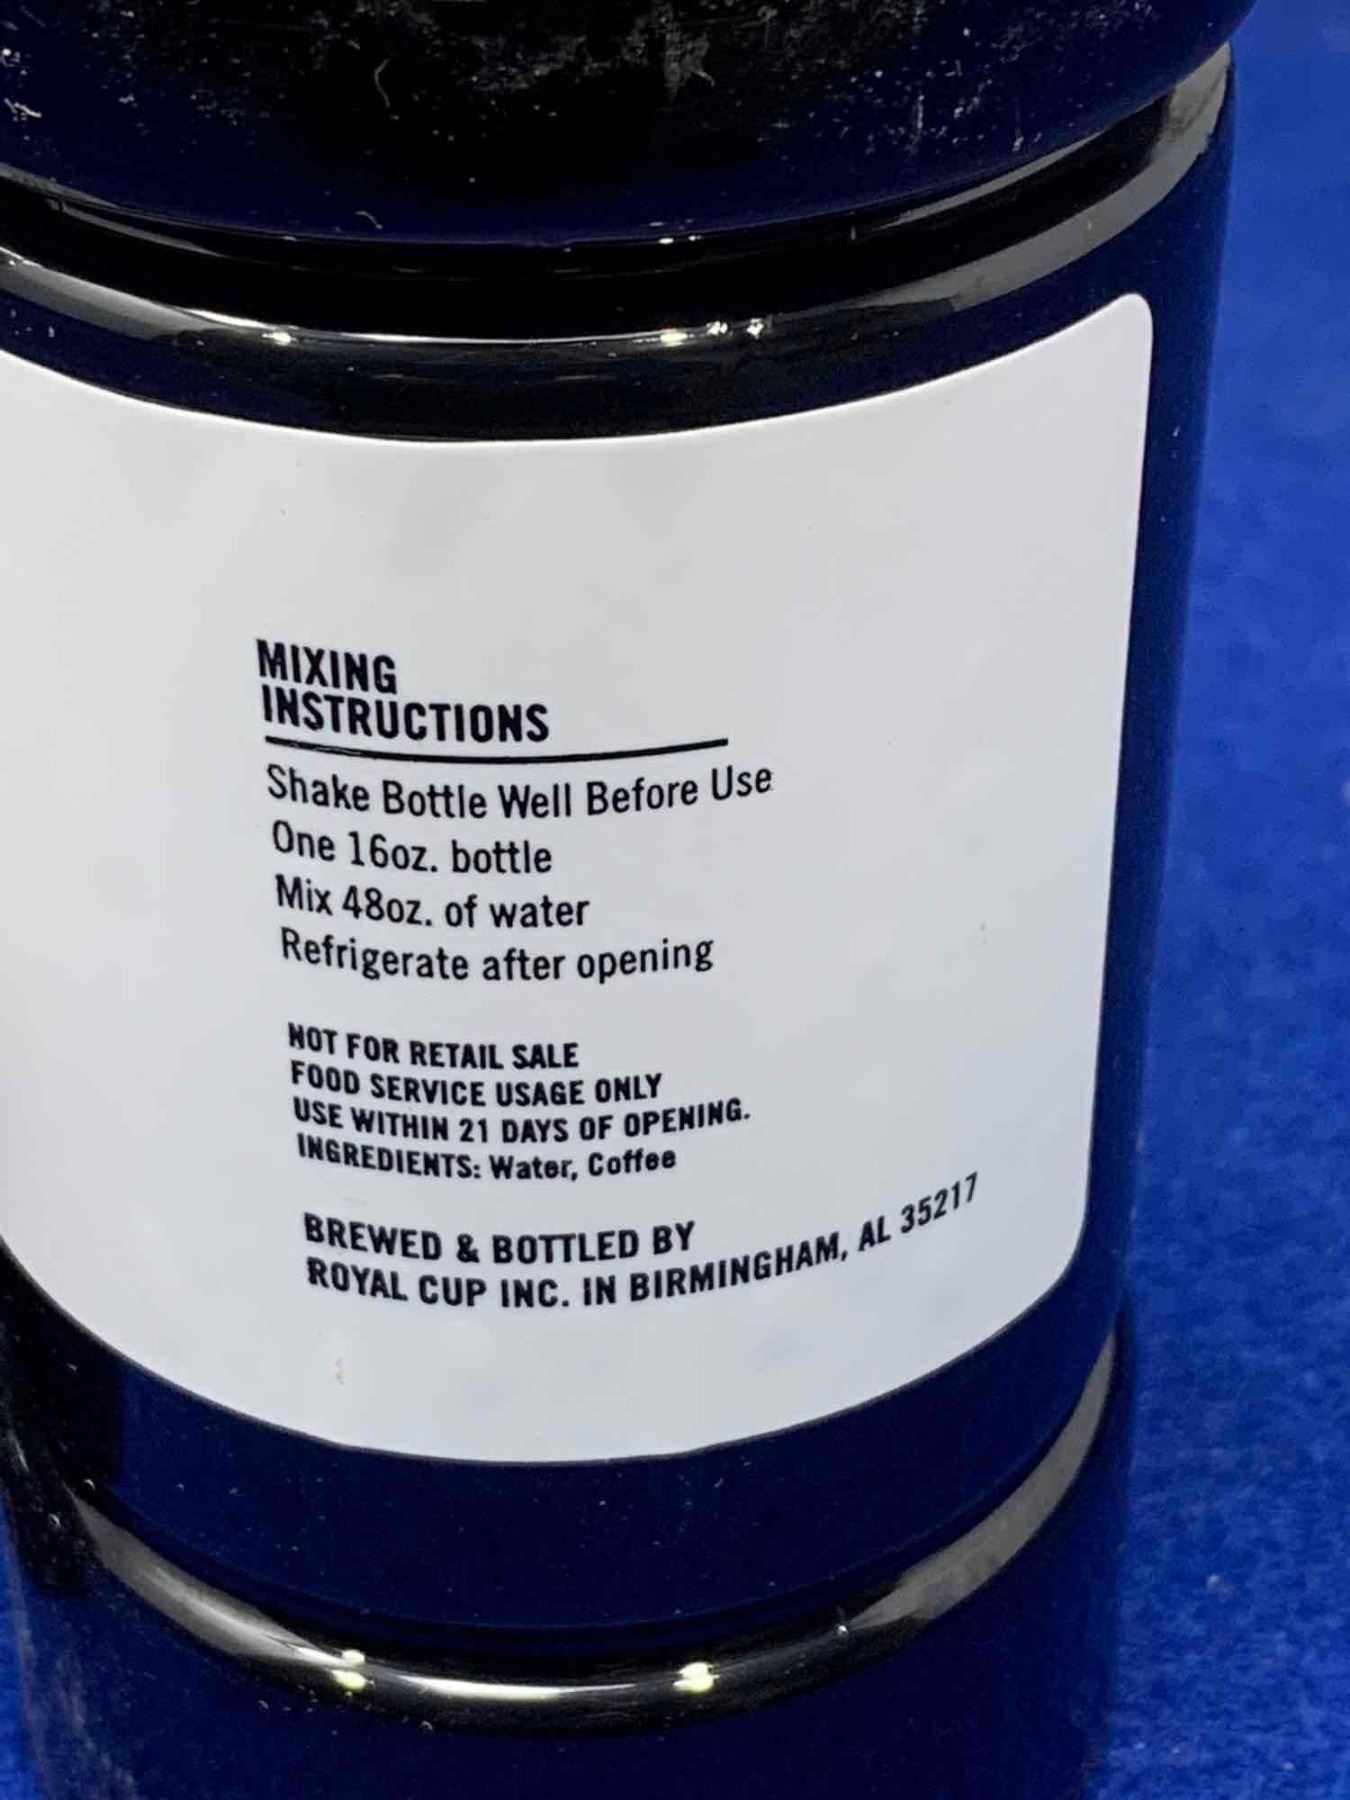 MIXING
INSTRUCTIONS
Shake Bottle Well Before Use
One 16oz. bottle
Mix 48oz. of water
Refrigerate after opening
NOT FOR RETAIL SALE
FOOD SERVICE USAGE ONLY
USE WITHIN 21 DAYS OF OPENING.
INGREDIENTS: Water, Coffee
BREWED & BOTTLED BY
ROYAL CUP INC. IN BIRMINGHAM, AL 35217